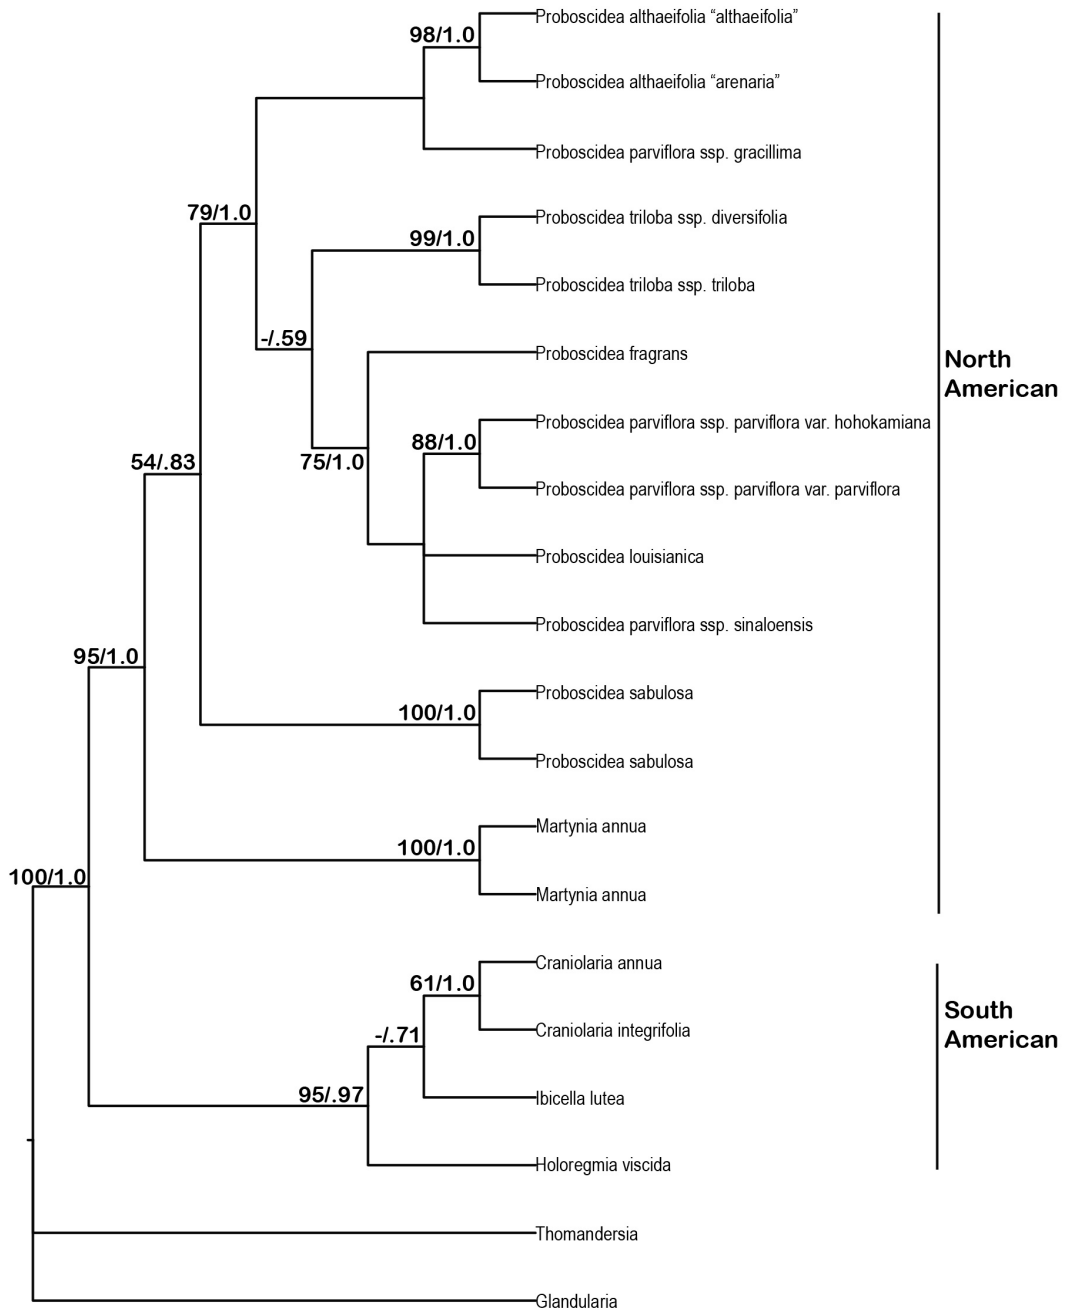 Proboscidea althaeifolia “althaeifolia”
98/1.0
Proboscidea althaeifolia “arenaria”
Proboscidea parviflora ssp. gracillima
79/1.0
Proboscidea triloba ssp. diversifolia
99/1.0
Proboscidea triloba ssp. triloba
-/.59
Proboscidea fragrans
North
American
Proboscidea parviflora ssp. parviflora var. hohokamiana
88/1.0
75/1.0
54/.83
Proboscidea parviflora ssp. parviflora var. parviflora
Proboscidea louisianica
Proboscidea parviflora ssp. sinaloensis
95/1.0
Proboscidea sabulosa
100/1.0
Proboscidea sabulosa
Martynia annua
100/1.0
Martynia annua
100/1.0
Craniolaria annua
61/1.0
South
American
Craniolaria integrifolia
-/.71
95/.97
Ibicella lutea
Holoregmia viscida
Thomandersia
Glandularia